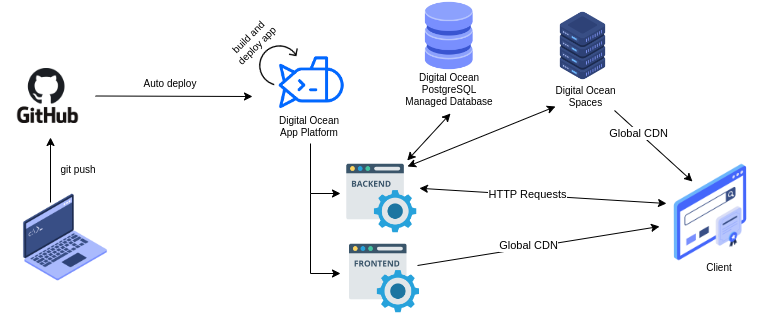 build and
deploy app
Digital Ocean
PostgreSQL
Managed Database
Digital Ocean
Spaces
Auto deploy
GitHub
Digital Ocean
App Platform
Global CDN
git push
BACKEND
HTTP Requests
FRONTEND
Global CDN
Client